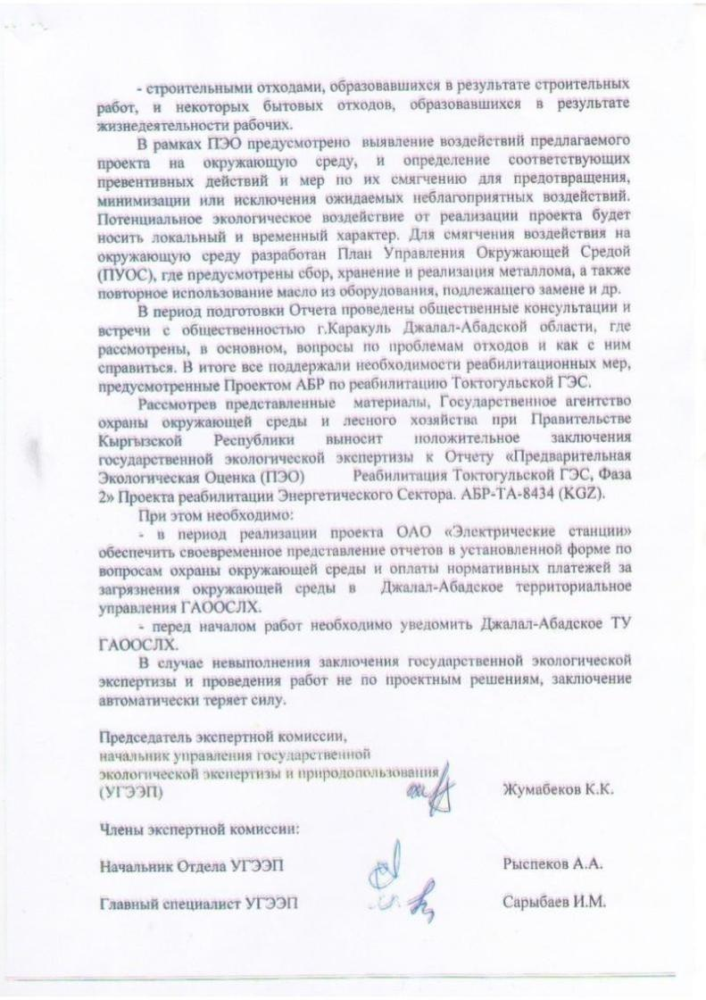 - строительными отходами, образовавшихся в результате строительных
работ, и некоторых бытовых отходов, образовавшихся в результате
жизнедеятельности рабочих.
В рамках ПЭО предусмотрено выявление воздействий предлагаемого
проекта на окружающую среду, и определение соответствующих
превентивных действий и мер по их смягчению для предотвращения,
минимизации или исключения ожидаемых неблагоприятных воздействий.
Потенциальное экологическое воздействие от реализации проекта будет
носить локальный и временный характер. Для смягчения воздействия на
окружающую среду разработан План Управления Окружающей Средой
(ПУОС), где предусмотрены сбор, хранение и реализация металлома, а также
повторное использование масло из оборудования, подлежащего замене и др.
В период подготовки Отчета проведены общественные консультации и
встречи с общественностью г.Каракуль Джалал-Абадской области, где
рассмотрены, в основном, вопросы по проблемам отходов и как с ним
справиться. В итоге все поддержали необходимости реабилитационных мер,
предусмотренные Проектом АБР по реабилитацию Токтогульской ГЭС.
Рассмотрев представленные материалы, Государственное агентство
охраны окружающей среды и лесного хозяйства при Правительстве
Кыргызской Республики выносит положительное заключения
государственной экологической экспертизы к Отчету «Предварительная
Экологическая Оценка (ПЭО) Реабилитация Токтогульской ГЭС, Фаза
2» Проекта реабилитации Энергетического Сектора. АБР-ТА-8434 (KGZ).
При этом необходимо:
- в период реализации проекта ОАО «Электрические станции»
обеспечить своевременное представление отчетов в установленной форме по
вопросам охраны окружающей среды и оплаты нормативных платежей за
загрязнения окружающей среды в Джалал-Абадское территориальное
управления ГАООСЛХ.
- перед началом работ необходимо уведомить Джалал-Абадское ТУ
ГАООСЛХ.
В случае невыполнения заключения государственной экологической
экспертизы и проведения работ не по проектным решениям, заключение
автоматически теряет силу.
Председатель экспертной комиссии,
начальник управления государственной
экологической экспертизы и природопользования
(УГЭЭП) Жумабеков К.К.
Члены экспертной комиссии:
Начальник Отдела УГЭЭП Рыспеков А.А.
Главный специалист УГЭЭП Сарыбаев И.М.